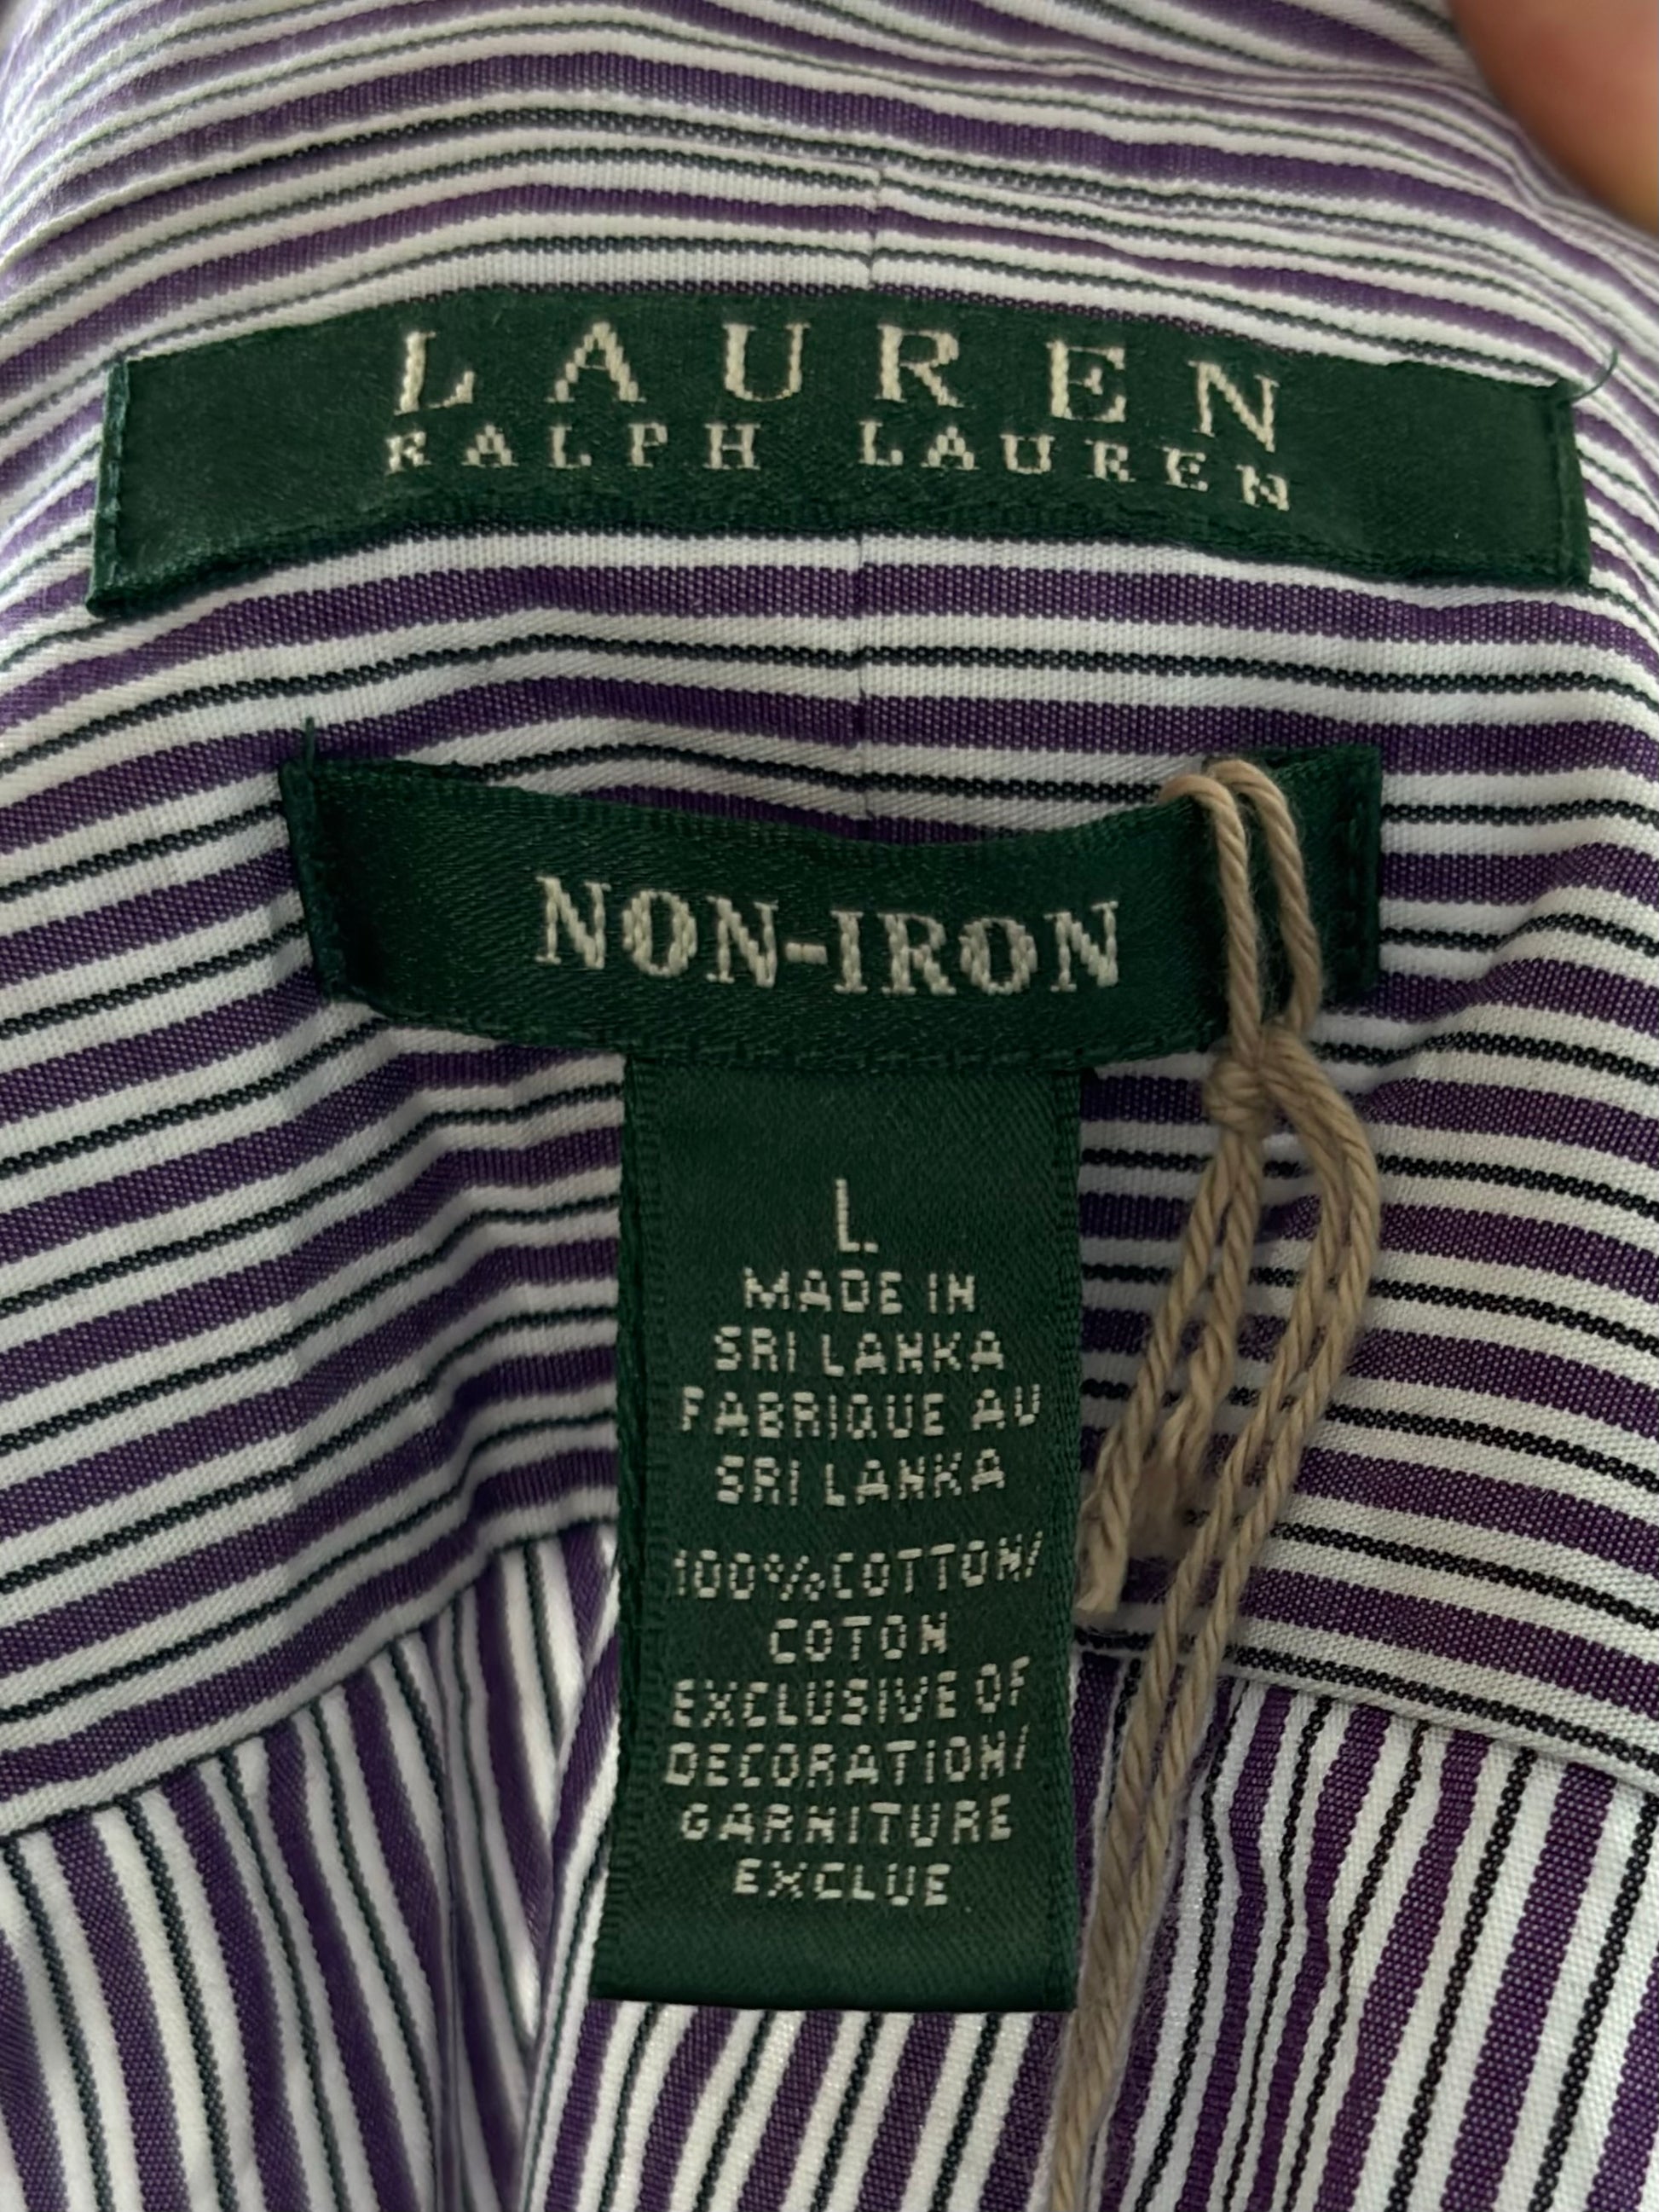 LAUREN
RALPH LAUREN
NON-IRON
L.
MADE IN
SRI LANKA
FABRIQUE AU
SRI LANKA
100%COTTON/
COTON
EXCLUSIVE OF
DECORATION/
GARNITURE
EXCLUE